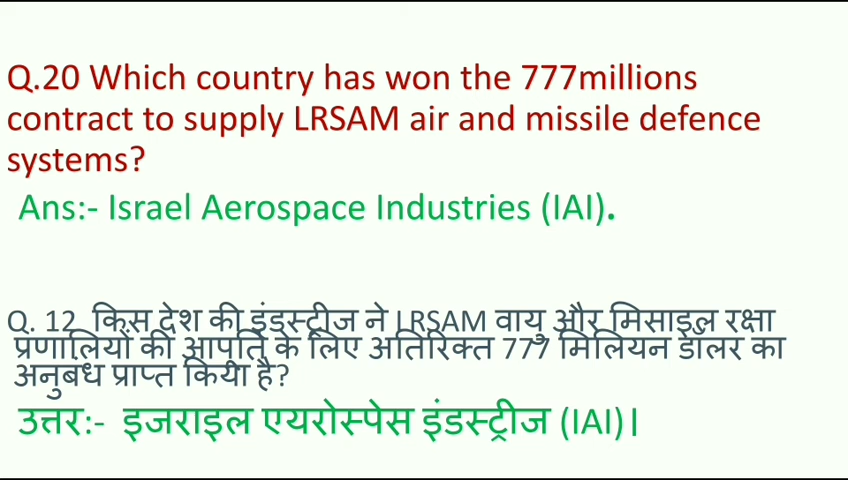 Q.20 Which country has won the 777millions
contract to supply LRSAM air and missile defence
systems?
Ans:- Israel Aerospace Industries (IAI).
Q. 12 किस देश की इंडस्ट्रीज ने LRSAM वायु और मिसाइल रक्षा
प्रणालियों की आपूर्ति के लिए अतिरिक्त 777 मिलियन डॉलर का
अनुबंध प्राप्त किया है?
उत्तर:- इजराइल एयरोस्पेस इंडस्ट्रीज (IAI)।